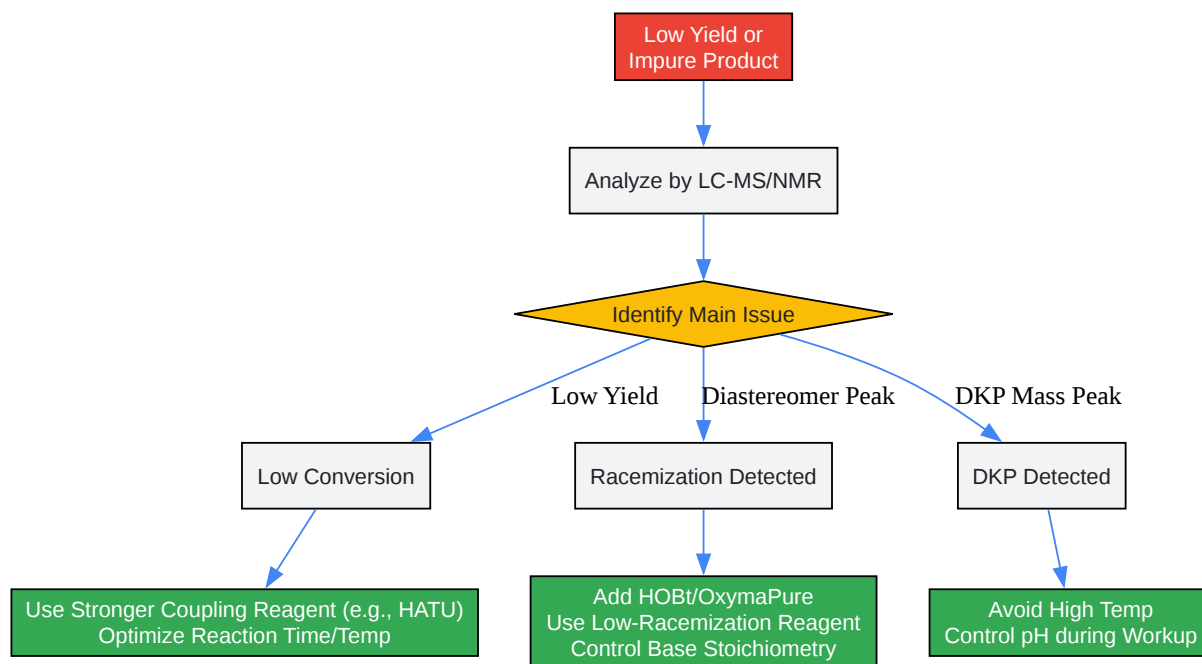 Low Yield or
Impure Product
Analyze by LC-MS/NMR
Identify Main Issue
Low Yield
Diastereomer Peak
DKP Mass Peak
Low Conversion
Racemization Detected
DKP Detected
Use Stronger Coupling Reagent (e.g., HATU)
Optimize Reaction Time/Temp
Add HOBt/OxymaPure
Use Low-Racemization Reagent
Control Base Stoichiometry
Avoid High Temp
Control pH during Workup